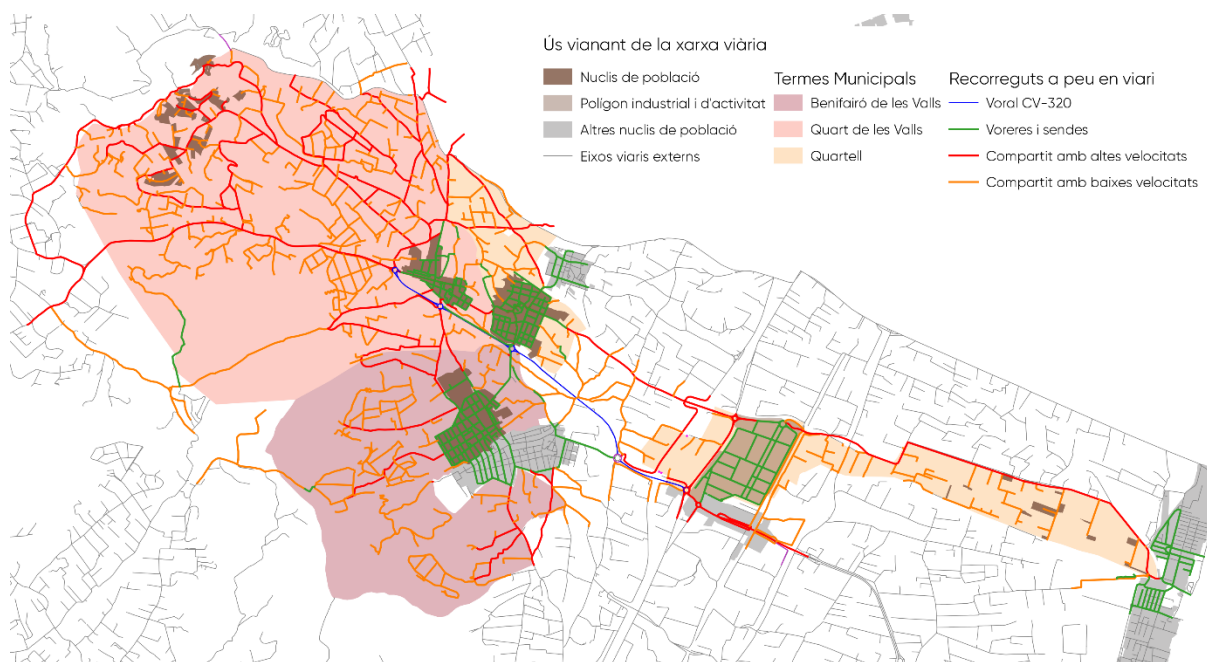 Ús vianant de la xarxa viària
Nuclis de població
Polígon industrial i d'activitat
Altres nuclis de població
Eixos viaris externs
Termes Municipals
Benifairó de les Valls
Quart de les Valls
Quartell
Recorreguts a peu en viari
Voral CV-320
Voreres i sendes
Compartit amb altes velocitats
Compartit amb baixes velocitats